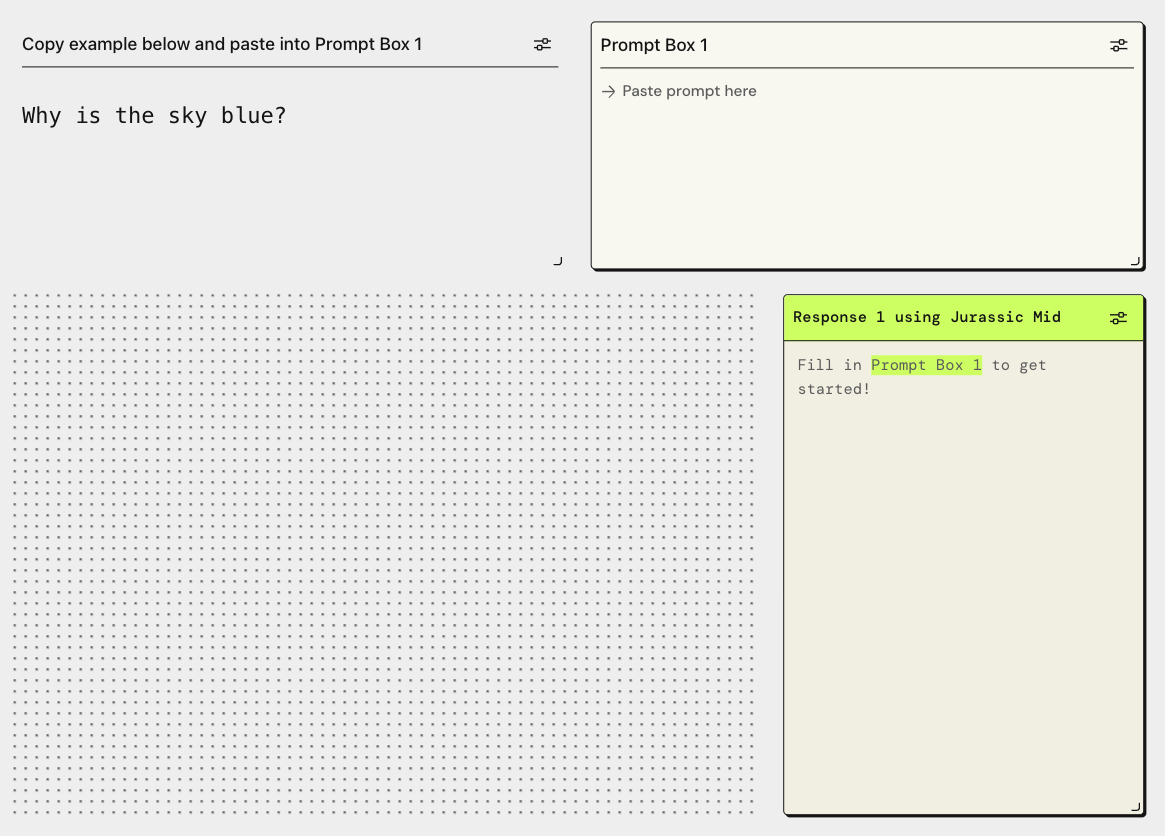 Copy example below and paste into Prompt Box 1
Why is the sky blue?
Prompt Box 1
Paste prompt here
Response 1 using Jurassic Mid
Fill in Prompt Box 1 to get
started!